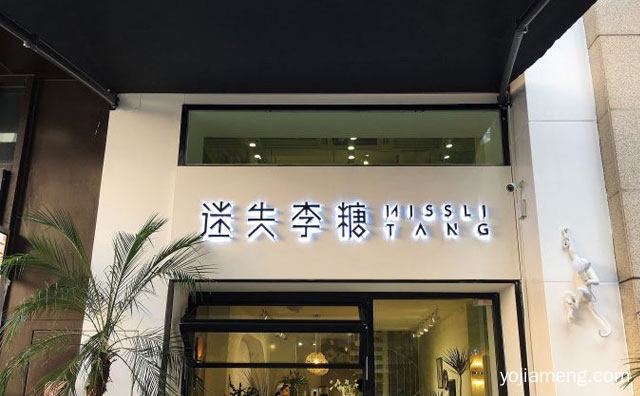 迷失李糖
MISSLI
TANG
yojiameng.com